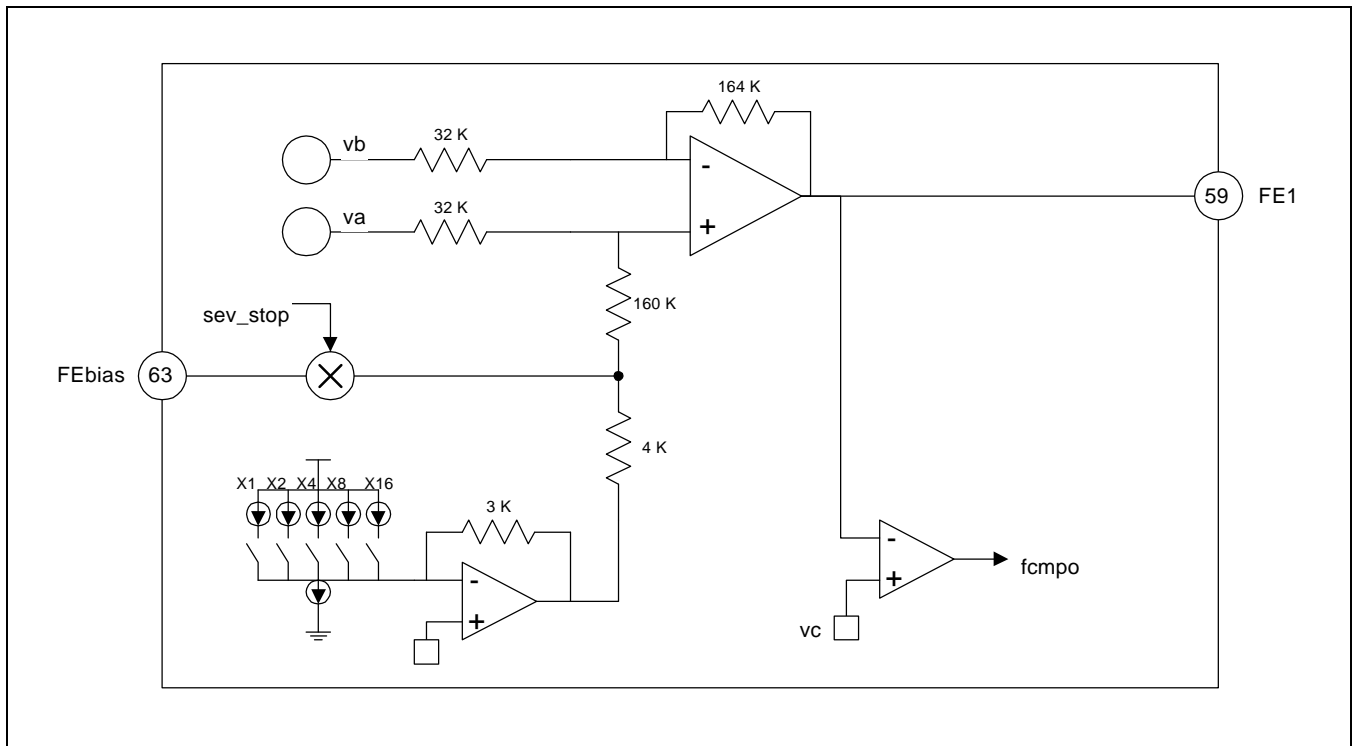 164 K
vb
32 K
-
59
FE1
va
32 K
+
160 K
sev_stop
FEbias
63
4 K
X1 X2 X4 X8 X16
3 K
-
+
-
+
fcmpo
vc